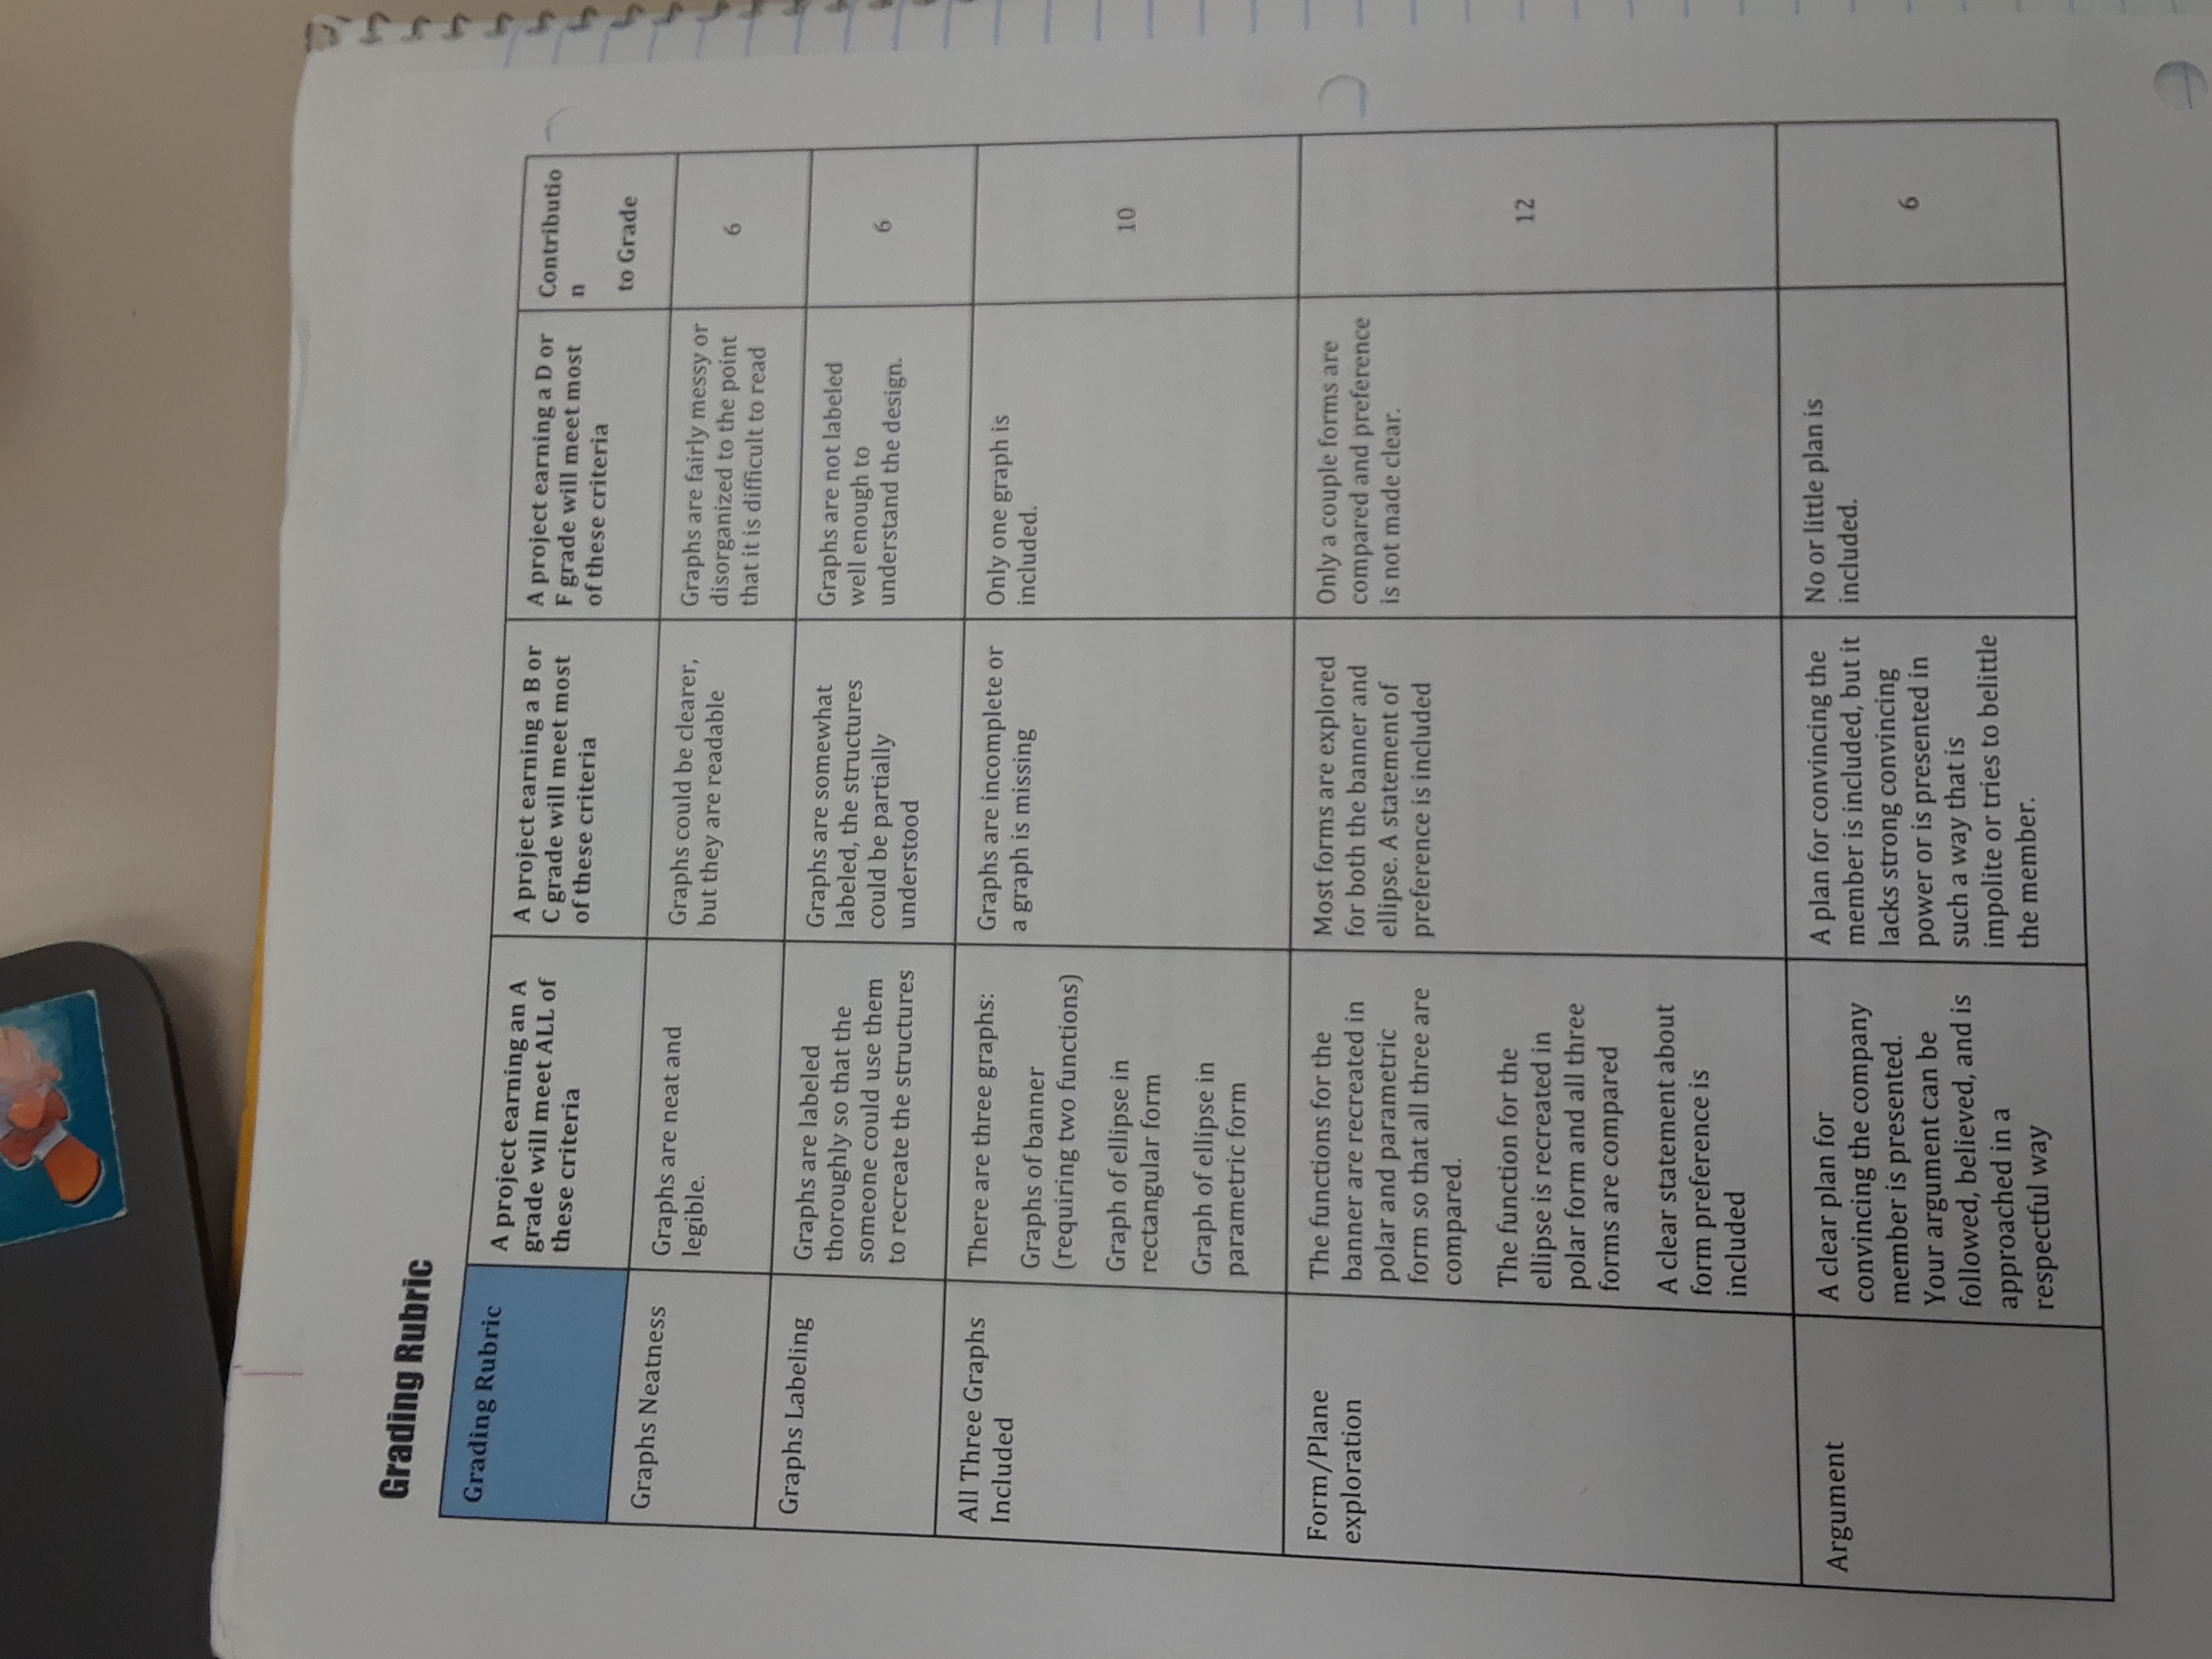 Grading Rubric
Grading Rubric
A project earning an A
grade will meet ALL of
these criteria
A project earning a B or
C grade will meet most
of these criteria
A project earning a D or
F grade will meet most
of these criteria
Contributio
n
to Grade
Graphs Neatness
Graphs are neat and
legible.
Graphs could be clearer,
but they are readable
Graphs are fairly messy or
disorganized to the point
that it is difficult to read
6
Graphs Labeling
Graphs are labeled
thoroughly so that the
someone could use them
to recreate the structures
Graphs are somewhat
labeled, the structures
could be partially
understood
Graphs are not labeled
well enough to
understand the design.
6
All Three Graphs
Included
There are three graphs:
Graphs of banner
(requiring two functions)
Graph of ellipse in
rectangular form
Graph of ellipse in
parametric form
Graphs are incomplete or
a graph is missing
Only one graph is
included.
10
Form/Plane
exploration
The functions for the
banner are recreated in
polar and parametric
form so that all three are
compared.
The function for the
ellipse is recreated in
polar form and all three
forms are compared
A clear statement about
form preference is
included
Most forms are explored
for both the banner and
ellipse. A statement of
preference is included
Only a couple forms are
compared and preference
is not made clear.
12
Argument
A clear plan for
convincing the company
member is presented.
Your argument can be
followed, believed, and is
approached in a
respectful way
A plan for convincing the
member is included, but it
lacks strong convincing
power or is presented in
such a way that is
impolite or tries to belittle
the member.
No or little plan is
included.
6